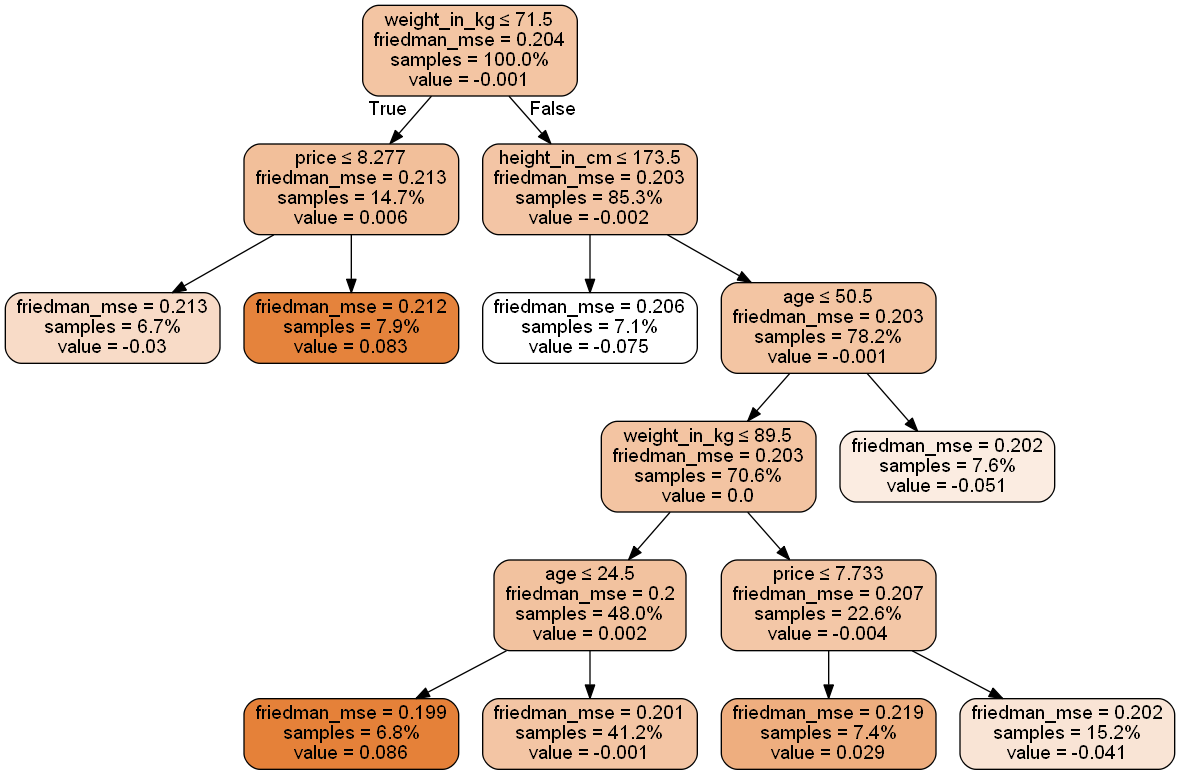 weight_in_kg ≤ 71.5
friedman_mse = 0.204
samples = 100.0%
value = -0.001
True
False
price ≤ 8.277
friedman_mse = 0.213
samples = 14.7%
value = 0.006
height_in_cm ≤ 173.5
friedman_mse = 0.203
samples = 85.3%
value = -0.002
friedman_mse = 0.213
samples = 6.7%
value = -0.03
friedman_mse = 0.212
samples = 7.9%
value = 0.083
friedman_mse = 0.206
samples = 7.1%
value = -0.075
age ≤ 50.5
friedman_mse = 0.203
samples = 78.2%
value = -0.001
weight_in_kg ≤ 89.5
friedman_mse = 0.203
samples = 70.6%
value = 0.0
friedman_mse = 0.202
samples = 7.6%
value = -0.051
age ≤ 24.5
friedman_mse = 0.2
samples = 48.0%
value = 0.002
price ≤ 7.733
friedman_mse = 0.207
samples = 22.6%
value = -0.004
friedman_mse = 0.199
samples = 6.8%
value = 0.086
friedman_mse = 0.201
samples = 41.2%
value = -0.001
friedman_mse = 0.219
samples = 7.4%
value = 0.029
friedman_mse = 0.202
samples = 15.2%
value = -0.041